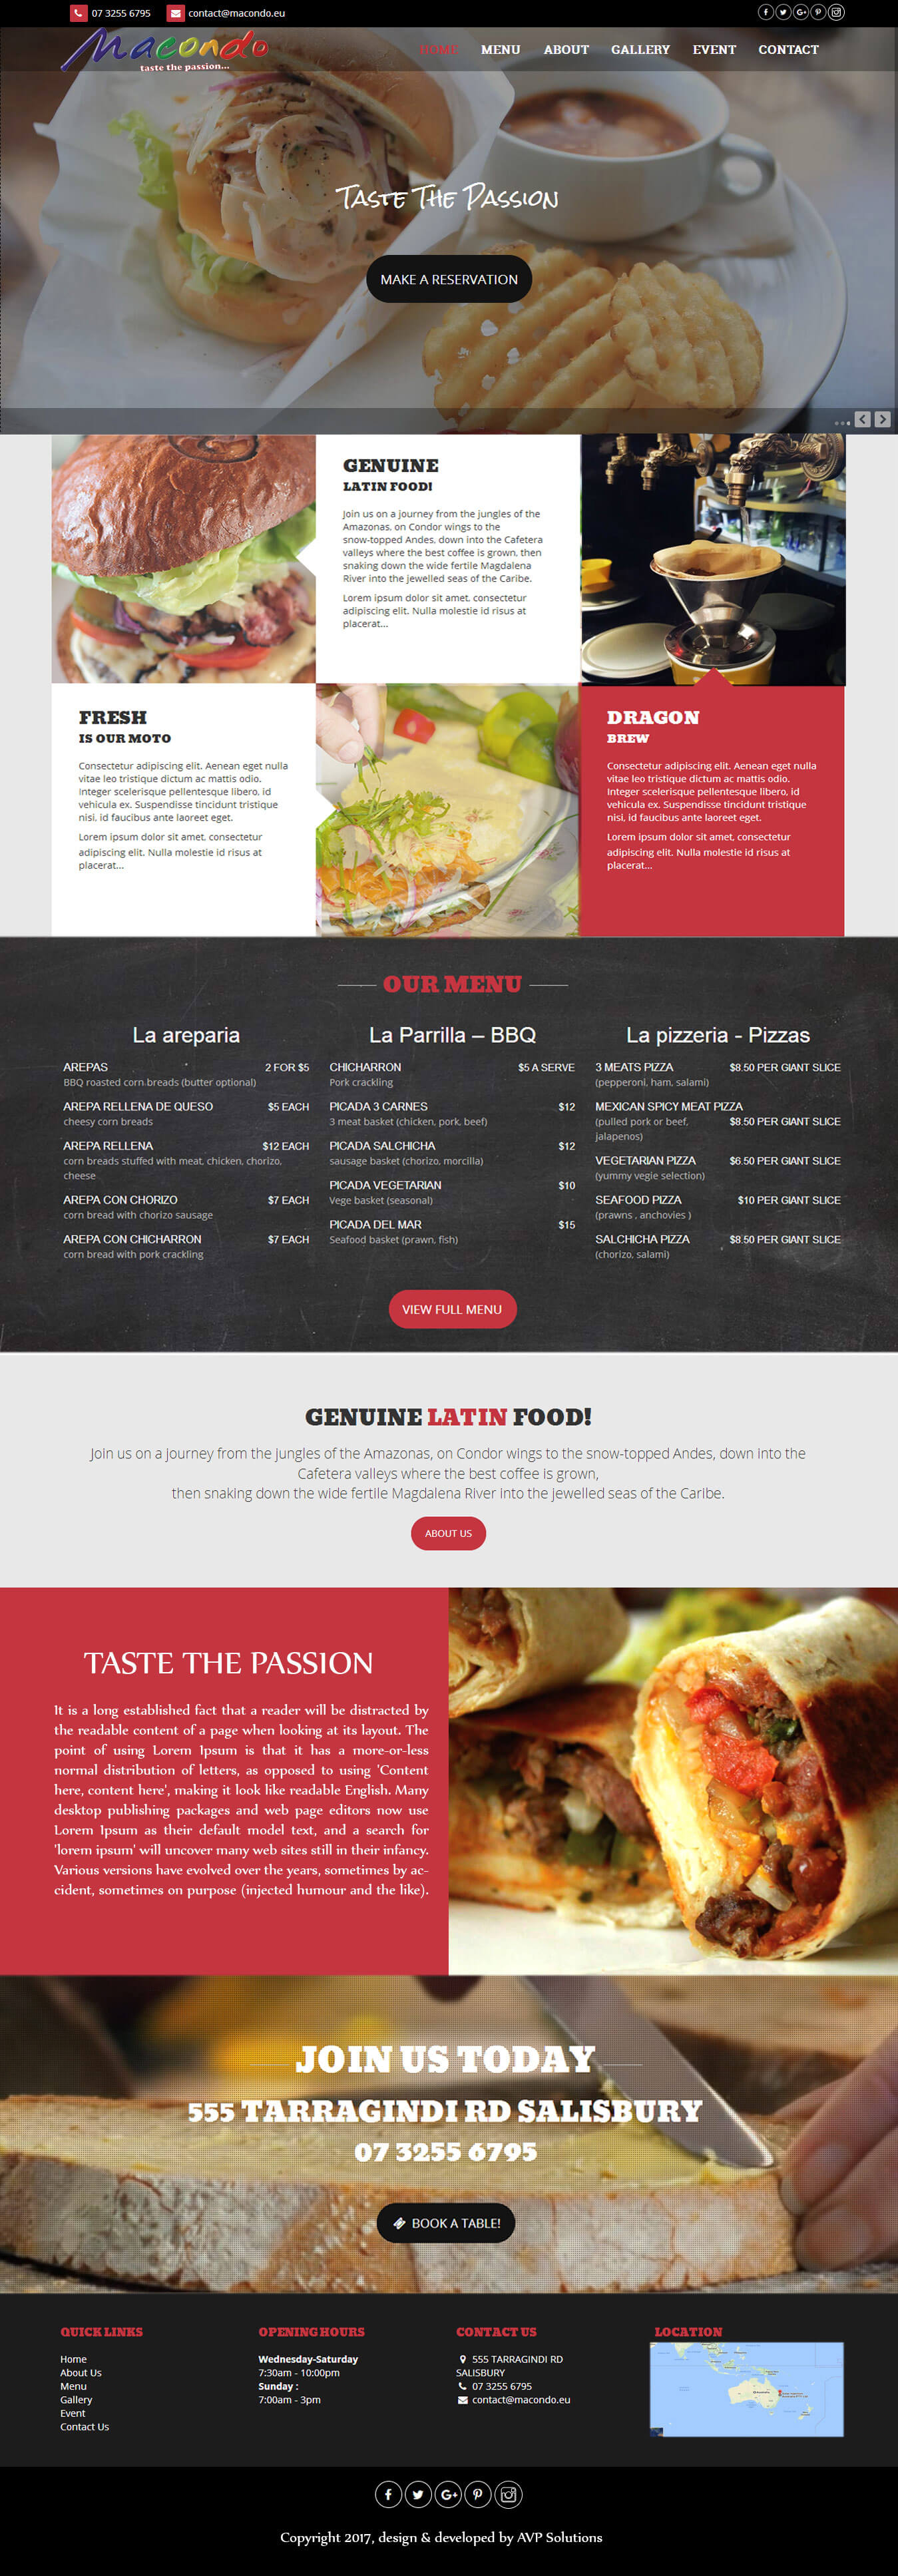 07 3255 6795 contact@macondo.eu
Macondo
taste the passion...
HOME MENU ABOUT GALLERY EVENT CONTACT
Taste The Passion
MAKE A RESERVATION
GENUINE
LATIN FOOD!
Join us on a journey from the jungles of the
Amazonas, on Condor wings to the
snow-topped Andes, down into the Cafetera
valleys where the best coffee is grown, then
snaking down the wide fertile Magdalena
River into the jewelled seas of the Caribe.
Lorem ipsum dolor sit amet, consectetur
adipiscing elit. Nulla molestie id risus at
placerat...
FRESH
IS OUR MOTO
Consectetur adipiscing elit. Aenean eget nulla
vitae leo tristique dictum ac mattis odio.
Integer scelerisque pellentesque libero, id
vehicula ex. Suspendisse tincidunt tristique
nisi, id faucibus ante laoreet eget.
Lorem ipsum dolor sit amet, consectetur
adipiscing elit. Nulla molestie id risus at
placerat...
DRAGON
BREW
Consectetur adipiscing elit. Aenean eget nulla
vitae leo tristique dictum ac mattis odio.
Integer scelerisque pellentesque libero, id
vehicula ex. Suspendisse tincidunt tristique
nisi, id faucibus ante laoreet eget.
Lorem ipsum dolor sit amet, consectetur
adipiscing elit. Nulla molestie id risus at
placerat...
OUR MENU
La areparia
AREPAS 2 FOR $5
BBQ roasted corn breads (butter optional)
AREPA RELLENA DE QUESO $5 EACH
cheesy corn breads
AREPA RELLENA $12 EACH
corn breads stuffed with meat, chicken, chorizo,
cheese
AREPA CON CHORIZO $7 EACH
corn bread with chorizo sausage
AREPA CON CHICHARRON $7 EACH
corn bread with pork crackling
La Parrilla – BBQ
CHICHARRON $5 A SERVE
Pork crackling
PICADA 3 CARNES $12
3 meat basket (chicken, pork, beef)
PICADA SALCHICHA $12
sausage basket (chorizo, morcilla)
PICADA VEGETARIAN $10
Vege basket (seasonal)
PICADA DEL MAR $15
Seafood basket (prawn, fish)
La pizzeria - Pizzas
3 MEATS PIZZA $8.50 PER GIANT SLICE
(pepperoni, ham, salami)
MEXICAN SPICY MEAT PIZZA
(pulled pork or beef, $8.50 PER GIANT SLICE
jalapenos)
VEGETARIAN PIZZA $6.50 PER GIANT SLICE
(yummy vegie selection)
SEAFOOD PIZZA $10 PER GIANT SLICE
(prawns , anchovies )
SALCHICHA PIZZA $8.50 PER GIANT SLICE
(chorizo, salami)
VIEW FULL MENU
GENUINE LATIN FOOD!
Join us on a journey from the jungles of the Amazonas, on Condor wings to the snow-topped Andes, down into the
Cafetera valleys where the best coffee is grown,
then snaking down the wide fertile Magdalena River into the jewelled seas of the Caribe.
ABOUT US
TASTE THE PASSION
It is a long established fact that a reader will be distracted by
the readable content of a page when looking at its layout. The
point of using Lorem Ipsum is that it has a more-or-less
normal distribution of letters, as opposed to using 'Content
here, content here', making it look like readable English. Many
desktop publishing packages and web page editors now use
Lorem Ipsum as their default model text, and a search for
'lorem ipsum' will uncover many web sites still in their infancy.
Various versions have evolved over the years, sometimes by ac-
cident, sometimes on purpose (injected humour and the like).
JOIN US TODAY
555 TARRAGINDI RD SALISBURY
07 3255 6795
BOOK A TABLE!
QUICK LINKS
Home
About Us
Menu
Gallery
Event
Contact Us
OPENING HOURS
Wednesday-Saturday
7:30am - 10:00pm
Sunday :
7:00am - 3pm
CONTACT US
555 TARRAGINDI RD
SALISBURY
07 3255 6795
contact@macondo.eu
LOCATION
Copyright 2017, design & developed by AVP Solutions